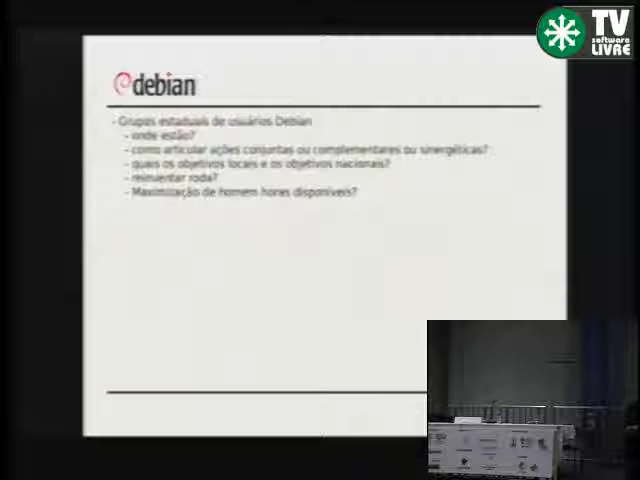 TV
software
LIVRE
debian
- Grupos estaduais de usuários Debian
- onde estão?
- como articular ações conjuntas ou complementares ou sinergéticas?
- quais os objetivos locais e os objetivos nacionais?
- reinventar roda?
- Maximização de homem hores disponíveis?